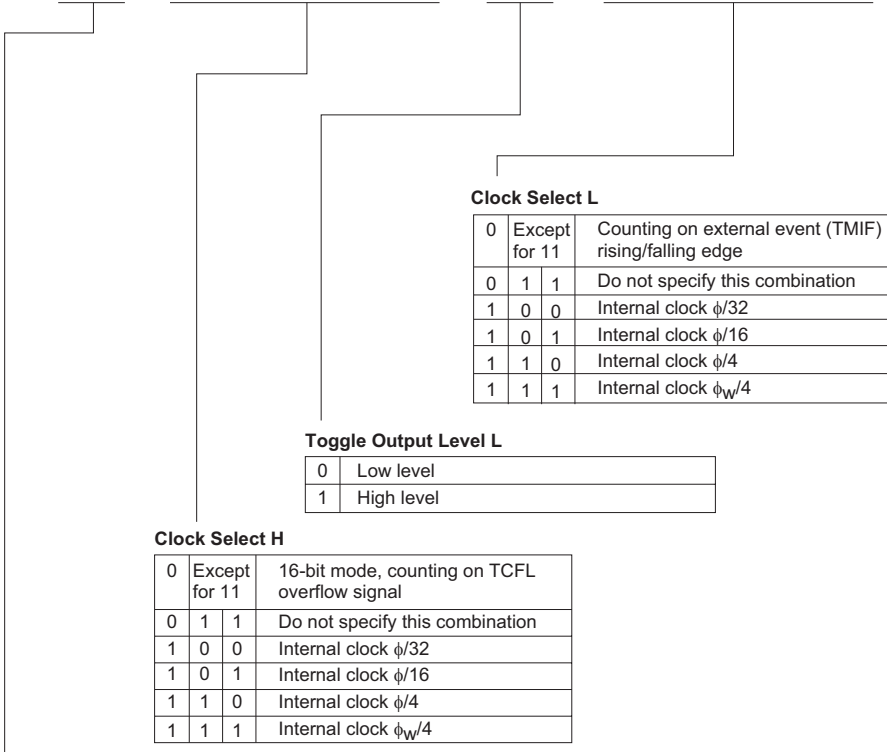 Clock Select L
0 Except for 11 Counting on external event (TMIF) rising/falling edge
0 1 1 Do not specify this combination
1 0 0 Internal clock ϕ/32
1 0 1 Internal clock ϕ/16
1 1 0 Internal clock ϕ/4
1 1 1 Internal clock ϕW/4
Toggle Output Level L
0 Low level
1 High level
Clock Select H
0 Except for 11 16-bit mode, counting on TCFL overflow signal
0 1 1 Do not specify this combination
1 0 0 Internal clock ϕ/32
1 0 1 Internal clock ϕ/16
1 1 0 Internal clock ϕ/4
1 1 1 Internal clock ϕW/4